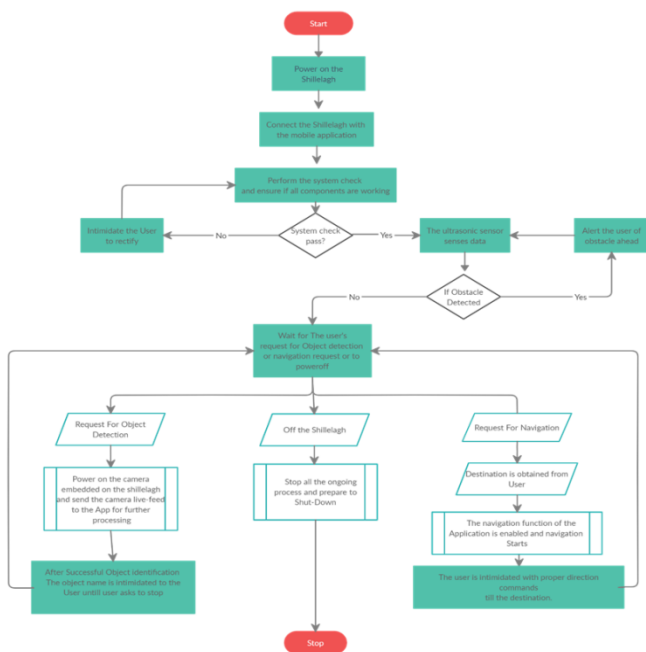 Start
Power on the
Shillelagh
Connect the Shillelagh with
the mobile application
Perform the system check
and ensure if all components are working
Intimidate the User
to rectify
No
System check
pass?
Yes
The ultrasonic sensor
senses data
Alert the user of
obstacle ahead
No
If Obstacle
Detected
Yes
Wait for The user's
request for Object detection
or navigation request or to
poweroff
Request For Object
Detection
Off the Shillelagh
Request For Navigation
Power on the camera
embedded on the shillelagh
and send the camera live-feed
to the App for further
processing
Stop all the ongoing
process and prepare to
Shut-Down
Destination is obtained from
User
The navigation function of the
Application is enabled and navigation
Starts
After Successful Object identification
The object name is intimidated to the
User untill user asks to stop
The user is intimidated with proper direction
commands
till the destination.
Stop